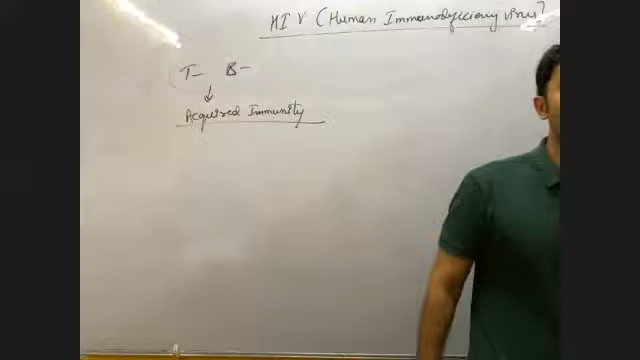 HIV (Human Immunodeficiency virus)
T- B-
Acquired Immunity